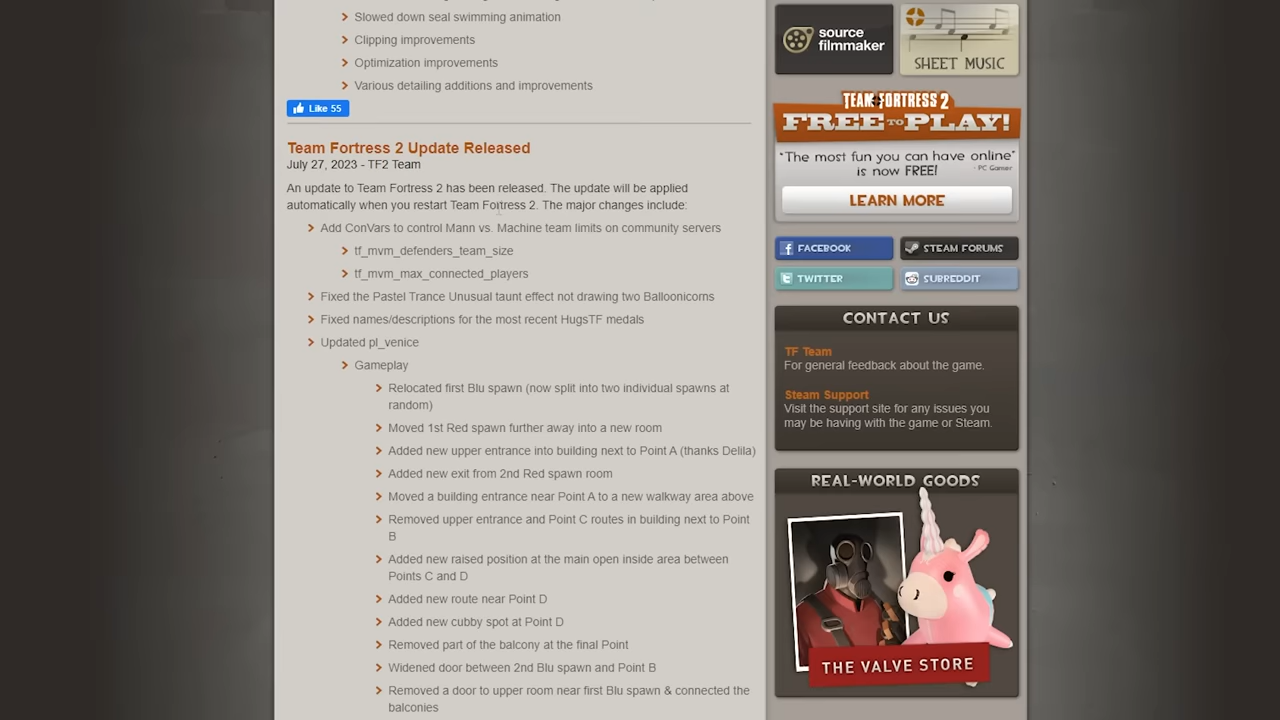 Slowed down seal swimming animation
Clipping improvements
Optimization improvements
Various detailing additions and improvements
Like 55
Team Fortress 2 Update Released
July 27, 2023 - TF2 Team
An update to Team Fortress 2 has been released. The update will be applied
automatically when you restart Team Fortress 2. The major changes include:
Add ConVars to control Mann vs. Machine team limits on community servers
tf_mvm_defenders_team_size
tf_mvm_max_connected_players
Fixed the Pastel Trance Unusual taunt effect not drawing two Balloonicorns
Fixed names/descriptions for the most recent HugsTF medals
Updated pl_venice
Gameplay
Relocated first Blu spawn (now split into two individual spawns at
random)
Moved 1st Red spawn further away into a new room
Added new upper entrance into building next to Point A (thanks Delila)
Added new exit from 2nd Red spawn room
Moved a building entrance near Point A to a new walkway area above
Removed upper entrance and Point C routes in building next to Point
B
Added new raised position at the main open inside area between
Points C and D
Added new route near Point D
Added new cubby spot at Point D
Removed part of the balcony at the final Point
Widened door between 2nd Blu spawn and Point B
Removed a door to upper room near first Blu spawn & connected the
balconies
source
filmmaker
SHEET MUSIC
TEAM FORTRESS 2
FREE TO PLAY!
"The most fun you can have online"
- PC Gamer
is now FREE!
LEARN MORE
FACEBOOK
STEAM FORUMS
TWITTER
SUBREDDIT
CONTACT US
TF Team
For general feedback about the game.
Steam Support
Visit the support site for any issues you
may be having with the game or Steam.
REAL-WORLD GOODS
THE VALVE STORE